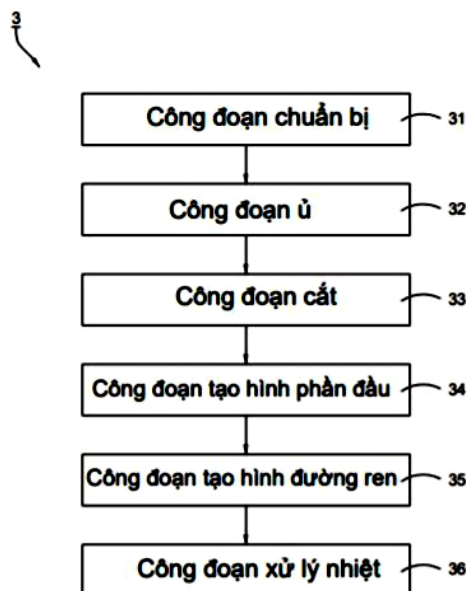 3
Công đoạn chuẩn bị 31
Công đoạn ủ 32
Công đoạn cắt 33
Công đoạn tạo hình phần đầu 34
Công đoạn tạo hình đường ren 35
Công đoạn xử lý nhiệt 36